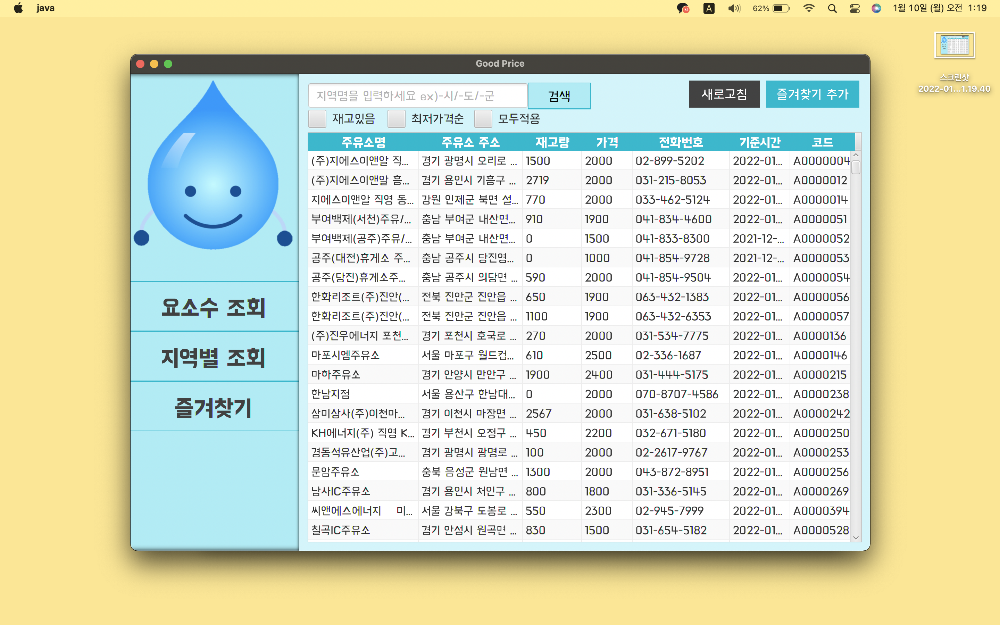 java
A
62%
1월 10일 (월) 오전 1:19
스크린샷
2022-01...1.19.40
Good Price
지역명을 입력하세요 ex)-시/-도/-군
검색
새로고침
즐겨찾기 추가
재고있음
최저가격순
모두적용
요소수 조회
지역별 조회
즐겨찾기
주유소명 주유소 주소 재고량 가격 전화번호 기준시간 코드
(주)지에스이앤알 직... 경기 광명시 오리로 ... 1500 2000 02-899-5202 2022-01... A0000004
(주)지에스이앤알 흥... 경기 용인시 기흥구 ... 2719 2000 031-215-8053 2022-01... A0000012
지에스이앤알 직영 동... 강원 인제군 북면 설... 770 2000 033-462-5124 2022-01... A0000014
부여백제(서천)주유/... 충남 부여군 내산면... 910 1900 041-834-4600 2022-01... A0000051
부여백제(공주)주유/... 충남 부여군 내산면... 0 1500 041-833-8300 2021-12-... A0000052
공주(대전)휴게소 주... 충남 공주시 당진영... 0 1000 041-854-9728 2021-12-... A0000053
공주(당진)휴게소주... 충남 공주시 의당면 ... 590 2000 041-854-9504 2022-01... A0000054
한화리조트(주)진안(... 전북 진안군 진안읍 ... 650 1900 063-432-1383 2022-01... A0000056
한화리조트(주)진안(... 전북 진안군 진안읍 ... 1100 1900 063-432-6353 2022-01... A0000057
(주)진우에너지 포천... 경기 포천시 호국로 ... 270 2000 031-534-7775 2022-01... A0000136
마포시엠주유소 서울 마포구 월드컵... 610 2500 02-336-1687 2022-01... A0000146
마하주유소 경기 안양시 만안구 ... 1900 2400 031-444-5175 2022-01... A0000215
한남지점 서울 용산구 한남대... 0 2000 070-8707-4586 2022-01... A0000238
삼미상사(주)이천마... 경기 이천시 마장면 ... 2567 2000 031-638-5102 2022-01... A0000242
KH에너지(주) 직영 K... 경기 부천시 오정구 ... 450 2200 032-671-5180 2022-01... A0000250
경동석유산업(주)고... 경기 광명시 광명로 ... 100 2000 02-2617-9767 2022-01... A0000253
문암주유소 충북 음성군 원남면 ... 1300 2000 043-872-8951 2022-01... A0000256
남사IC주유소 경기 용인시 처인구 ... 800 1800 031-336-5145 2022-01... A0000269
씨앤에스에너지 미... 서울 강북구 도봉로 ... 550 2300 02-945-7999 2022-01... A0000394
칠곡IC주유소 경기 안성시 원곡면 ... 830 1500 031-654-5182 2022-01... A0000528